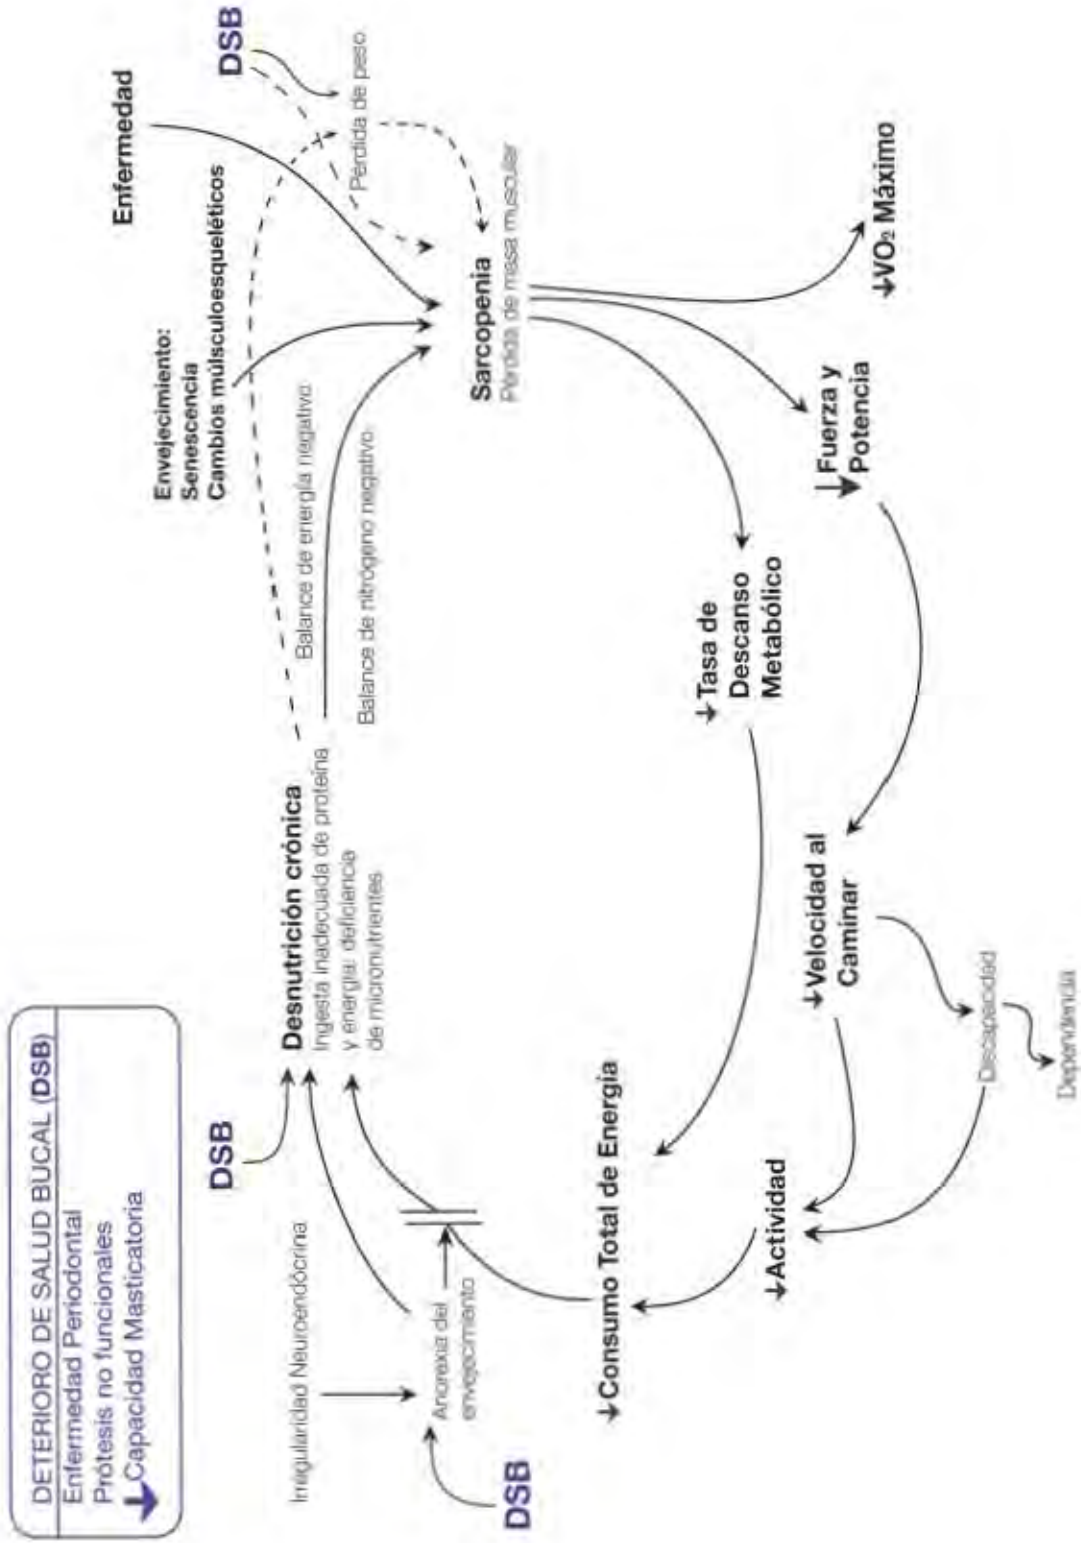 DETERIORO DE SALUD BUCAL (DSB)
Enfermedad Periodontal
Prótesis no funcionales
↓Capacidad Masticatoria
DSB
Enfermedad
Envejecimiento:
Senescencia
Cambios múlsculoesqueléticos
DSB
Pérdida de peso
Desnutrición crónica
Ingesta inadecuada de proteína
y energía: deficiencia
de micronutrientes
Balance de energía negativo
Balance de nitrógeno negativo
Irregularidad Neuroendócrina
Anorexia del
envejecimiento
DSB
Sarcopenia
Pérdida de masa muscular
↓Consumo Total de Energía
↓Tasa de
Descanso
Metabólico
↓Actividad
↓Velocidad al
Caminar
↓Fuerza y
Potencia
↓VO₂ Máximo
Discapacidad
Dependencia